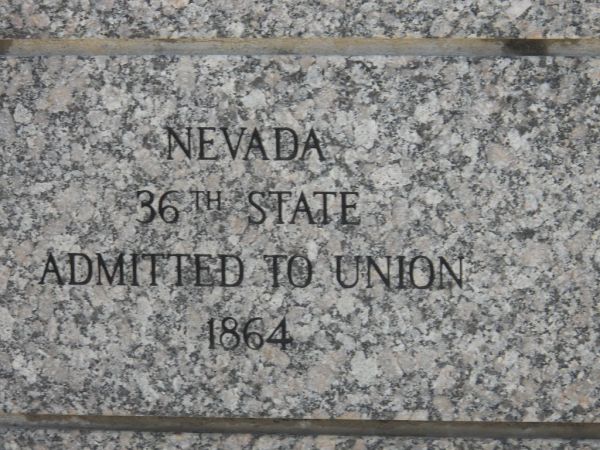 NEVADA
36TH STATE
ADMITTED TO UNION
1864